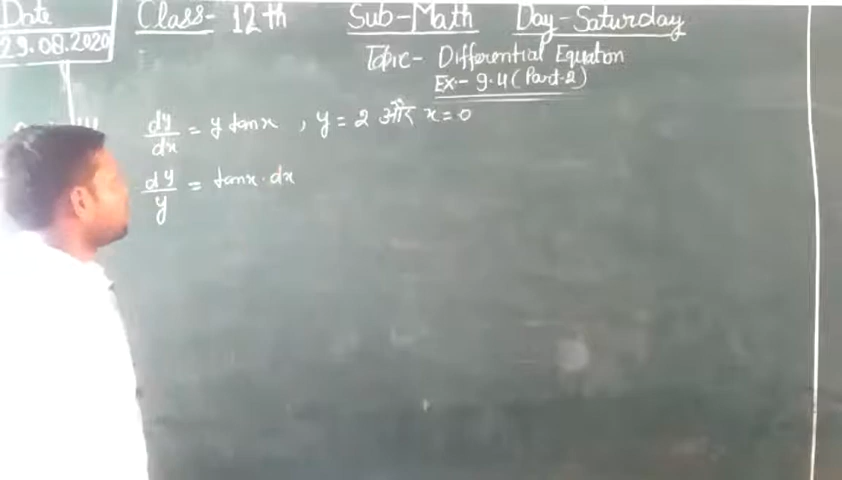 Date
29.08.2020
Class- 12th Sub-Math Day-Saturday
Topic- Differential Equation
Ex:- 9.4 (Part-2)
dy/dx = y tanx , y = 2 और x = 0
dy/y = tanx · dx